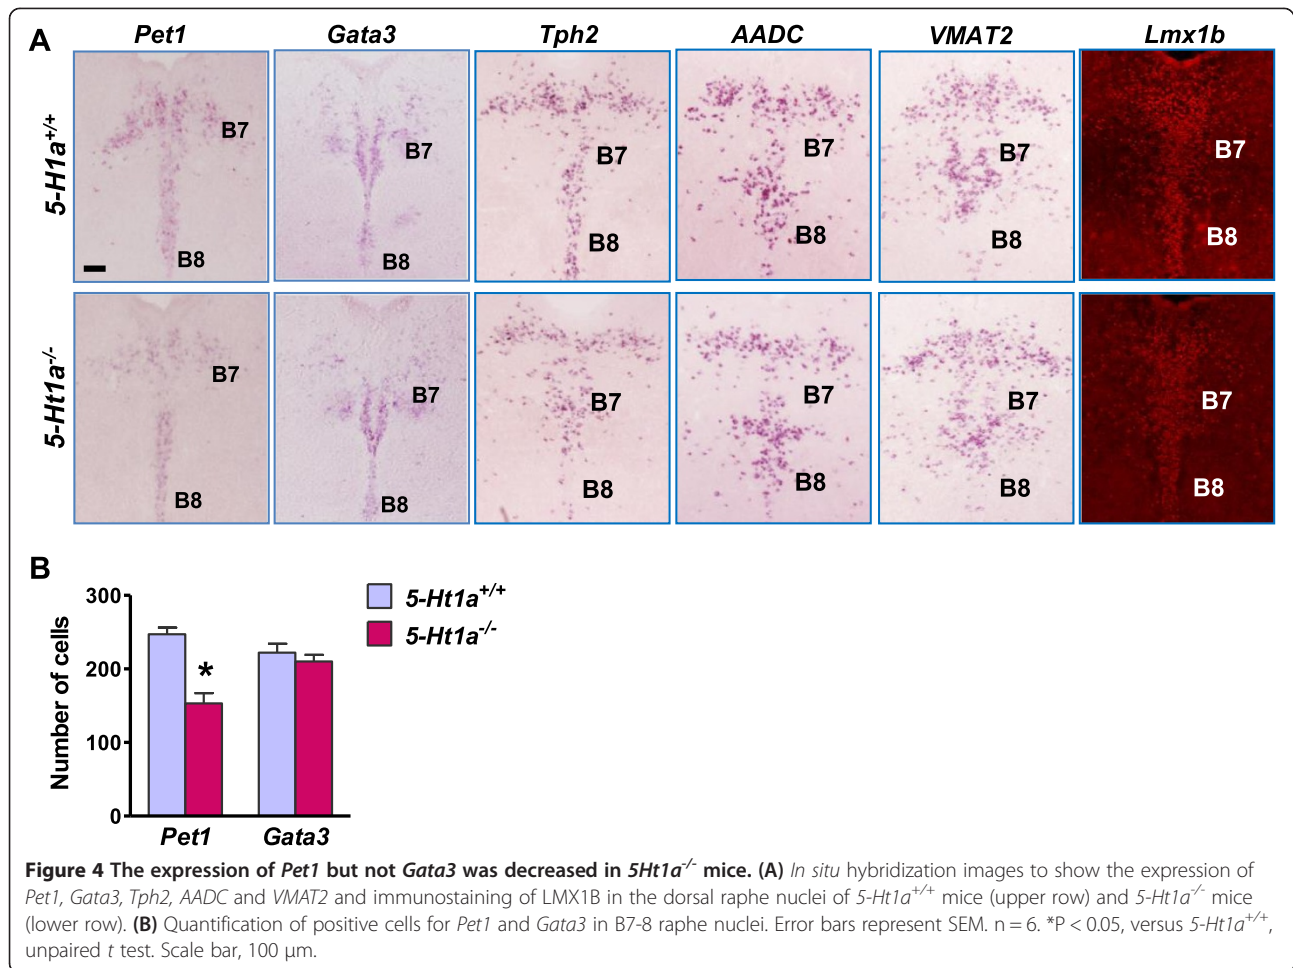 A
Pet1 Gata3 Tph2 AADC VMAT2 Lmx1b
5-H1a+/+
B7 B7 B7 B7 B7 B7
B8 B8 B8 B8 B8 B8
5-Ht1a-/-
B7 B7 B7 B7 B7 B7
B8 B8 B8 B8 B8 B8
B
Number of cells
300
200
100
0
*
Pet1 Gata3
5-Ht1a+/+
5-Ht1a-/-
Figure 4 The expression of Pet1 but not Gata3 was decreased in 5Ht1a-/- mice. (A) In situ hybridization images to show the expression of
Pet1, Gata3, Tph2, AADC and VMAT2 and immunostaining of LMX1B in the dorsal raphe nuclei of 5-Ht1a+/+ mice (upper row) and 5-Ht1a-/- mice
(lower row). (B) Quantification of positive cells for Pet1 and Gata3 in B7-8 raphe nuclei. Error bars represent SEM. n = 6. *P < 0.05, versus 5-Ht1a+/+,
unpaired t test. Scale bar, 100 μm.